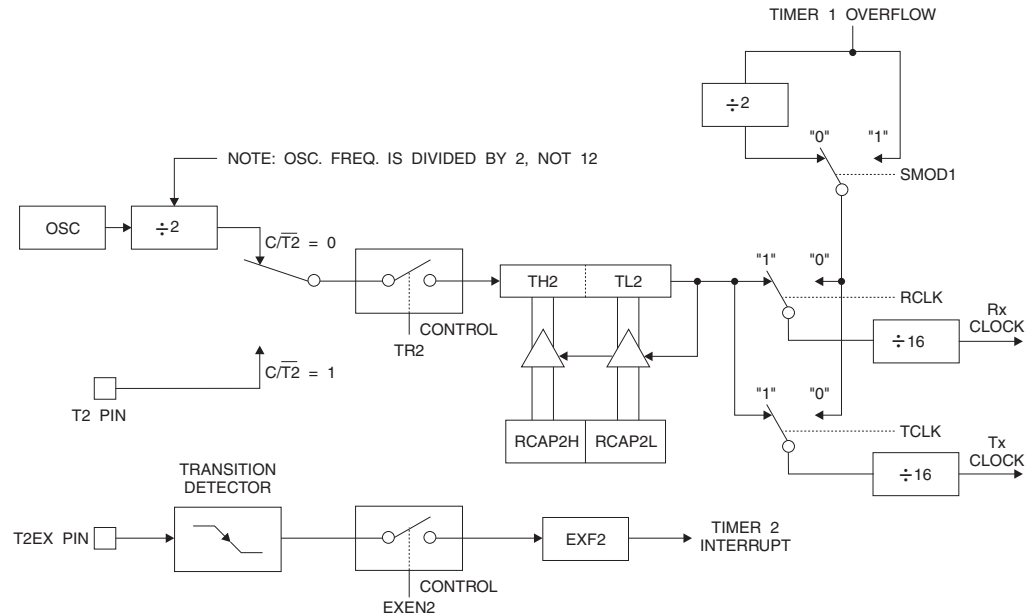 TIMER 1 OVERFLOW
÷2
"0" "1"
NOTE: OSC. FREQ. IS DIVIDED BY 2, NOT 12
SMOD1
OSC
÷2
C/T2̅ = 0
TH2 TL2
"1" "0"
RCLK
CONTROL
TR2
Rx
CLOCK
÷16
C/T2̅ = 1
T2 PIN
"1" "0"
RCAP2H RCAP2L
TCLK
Tx
CLOCK
÷16
TRANSITION
DETECTOR
T2EX PIN
EXF2
TIMER 2
INTERRUPT
CONTROL
EXEN2